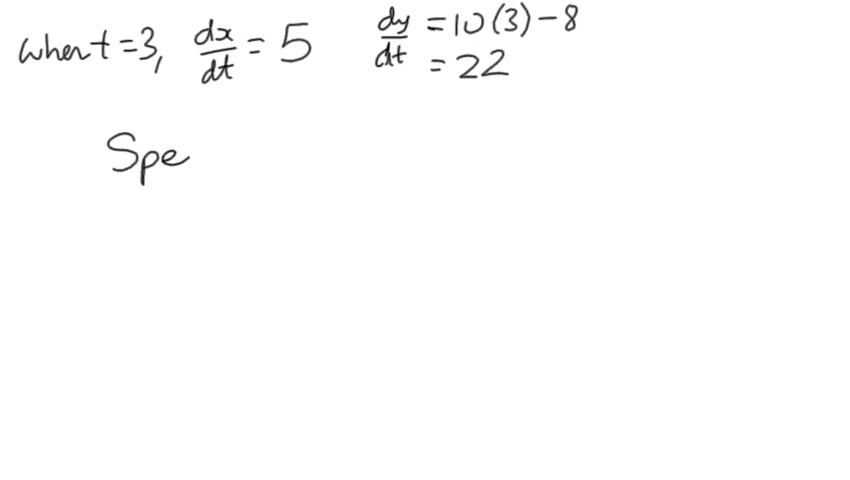 when t = 3, dx/dt = 5 dy/dt = 10(3) - 8
= 22
Spe